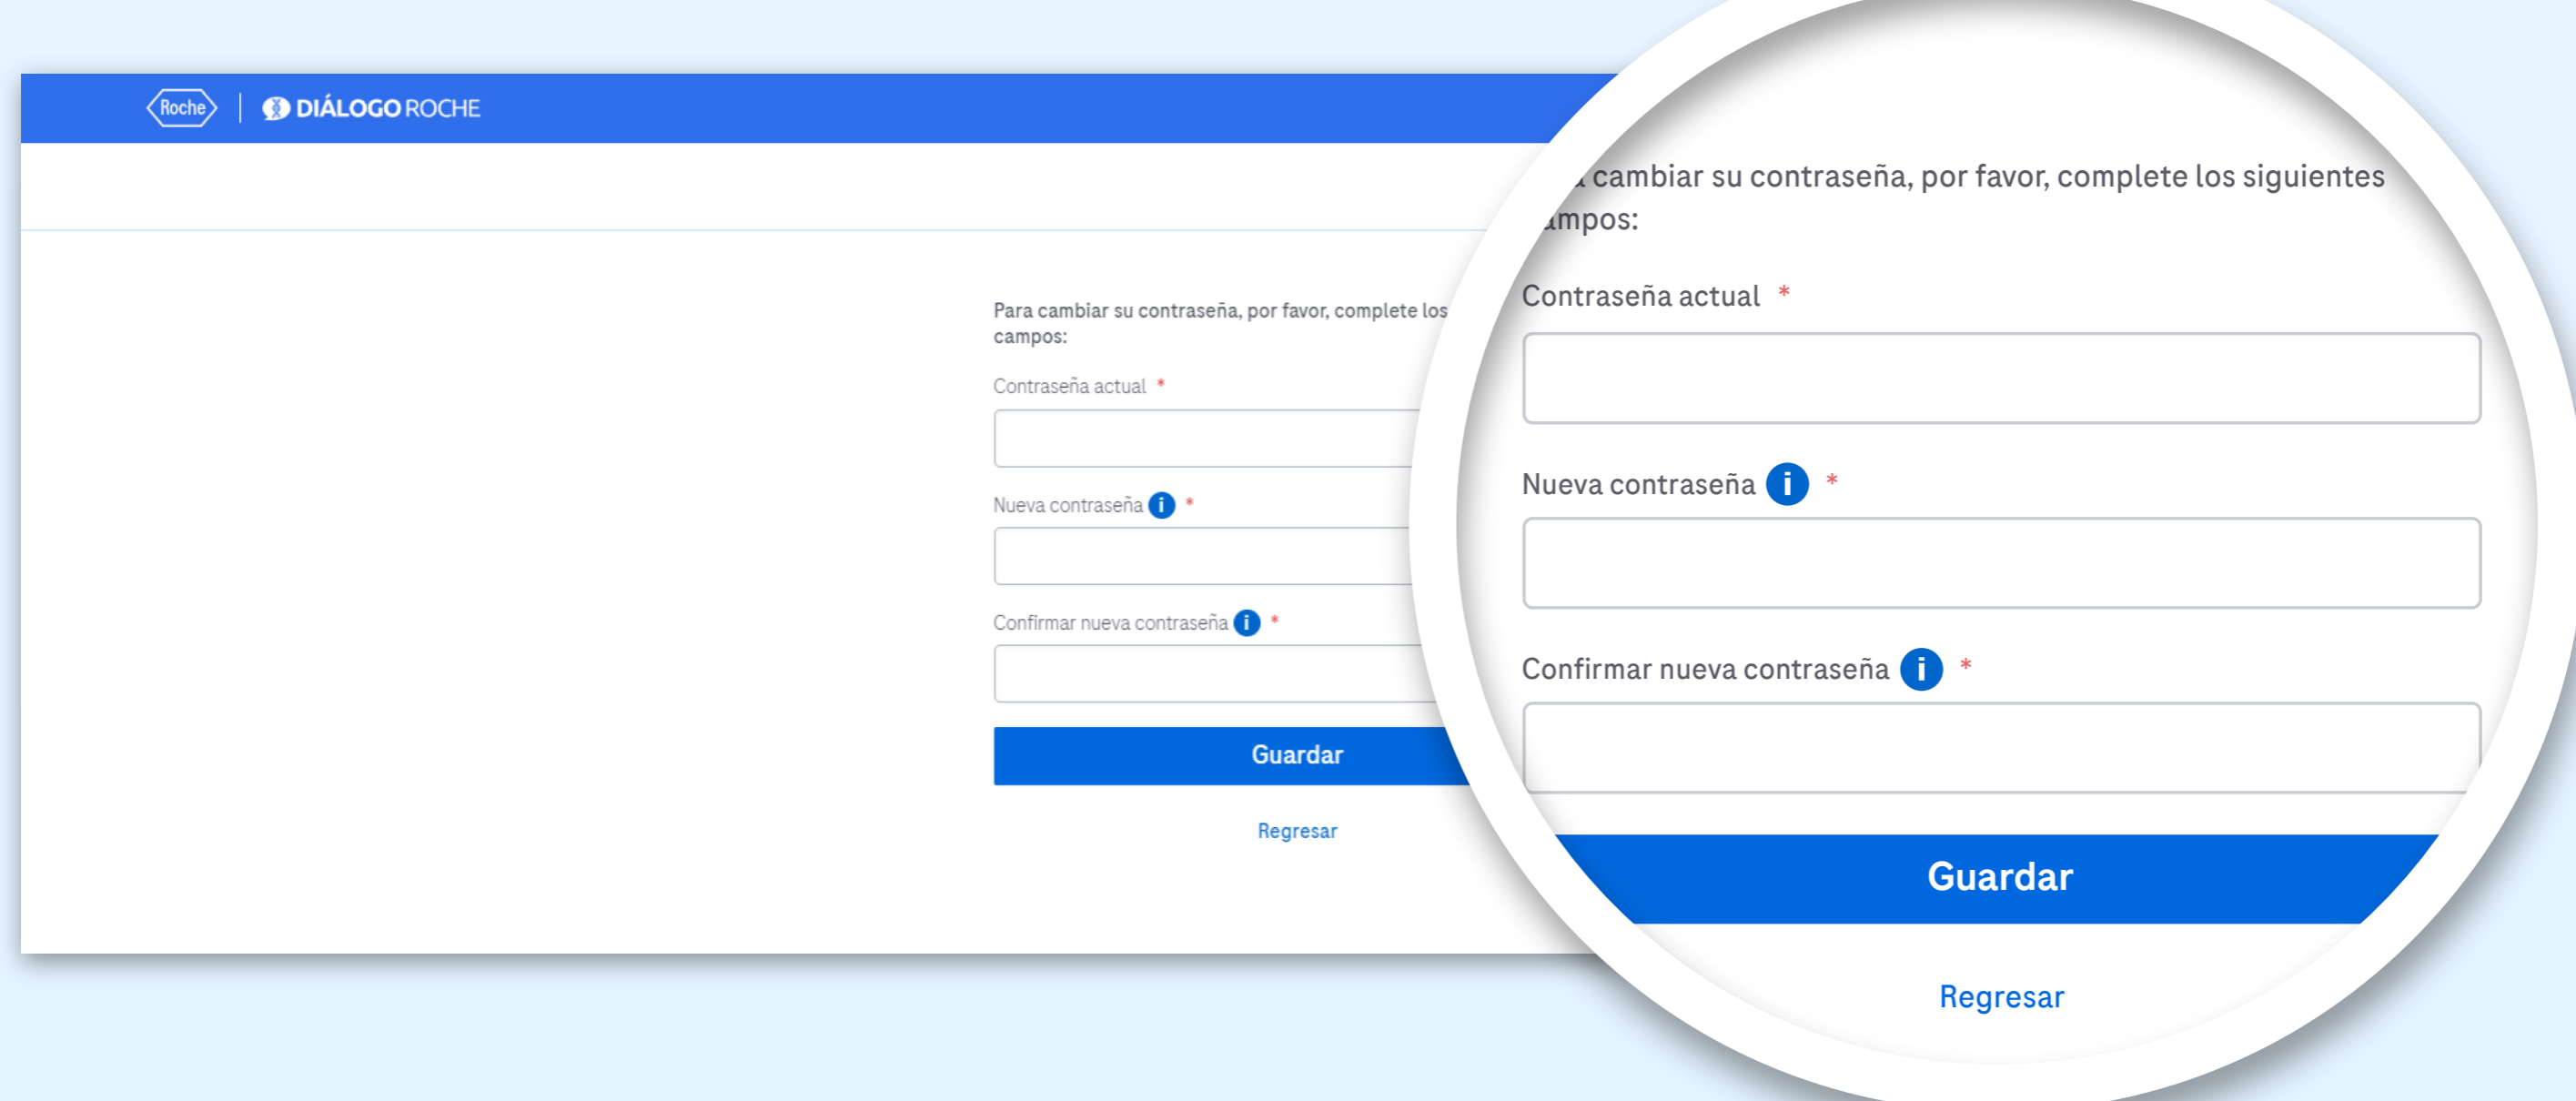 Roche
DIÁLOGO ROCHE
Para cambiar su contraseña, por favor, complete los
campos:
Contraseña actual *
Nueva contraseña i *
Confirmar nueva contraseña i *
Guardar
Regresar
cambiar su contraseña, por favor, complete los siguientes
ampos:
Contraseña actual *
Nueva contraseña i *
Confirmar nueva contraseña i *
Guardar
Regresar